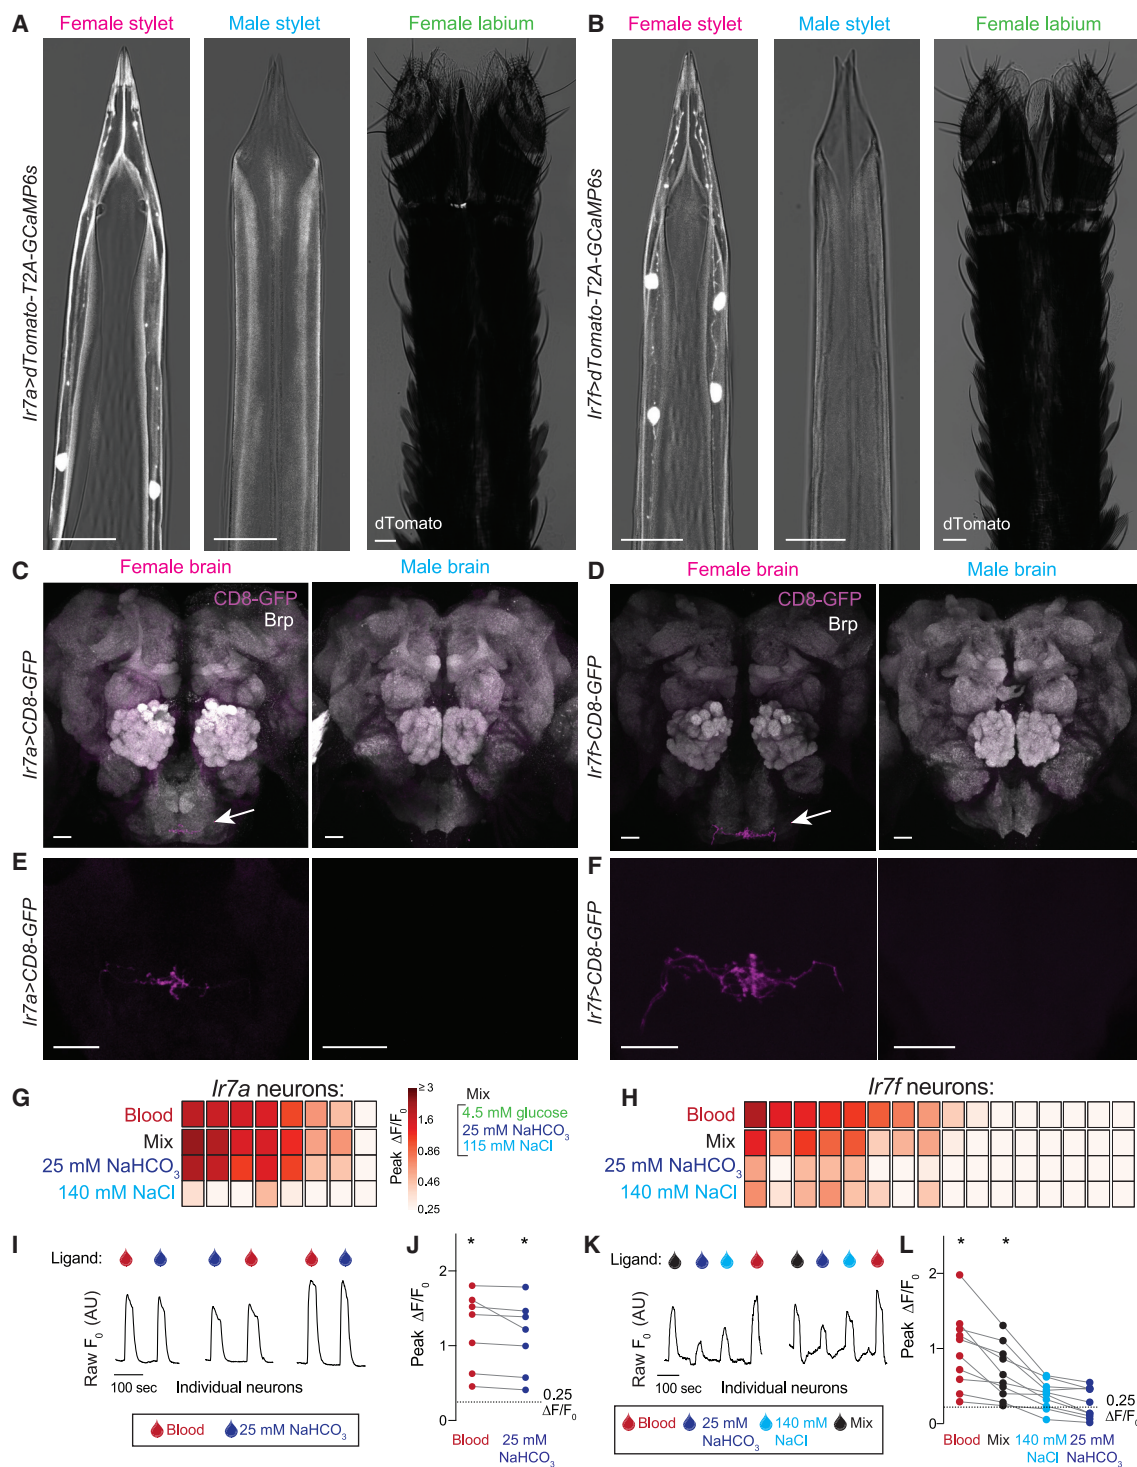 A
Female stylet
Male stylet
Female labium
Ir7a>dTomato-T2A-GCaMP6s
dTomato
B
Female stylet
Male stylet
Female labium
Ir7f>dTomato-T2A-GCaMP6s
dTomato
C
Female brain
Male brain
Ir7a>CD8-GFP
CD8-GFP
Brp
D
Female brain
Male brain
Ir7f>CD8-GFP
CD8-GFP
Brp
E
Ir7a>CD8-GFP
F
Ir7f>CD8-GFP
G
Ir7a neurons:
Blood
Mix
25 mM NaHCO3
140 mM NaCl
Peak ΔF/F0
≥ 3
1.6
0.86
0.46
0.25
Mix
4.5 mM glucose
25 mM NaHCO3
115 mM NaCl
H
Ir7f neurons:
Blood
Mix
25 mM NaHCO3
140 mM NaCl
I
Ligand:
Raw F0 (AU)
100 sec
Individual neurons
Blood
25 mM NaHCO3
J
* *
Peak ΔF/F0
2
1
0
0.25
ΔF/F0
Blood
25 mM
NaHCO3
K
Ligand:
Raw F0 (AU)
100 sec
Individual neurons
Blood
25 mM
NaHCO3
140 mM
NaCl
Mix
L
* *
Peak ΔF/F0
2
1
0
0.25
ΔF/F0
Blood
Mix
140 mM
NaCl
25 mM
NaHCO3